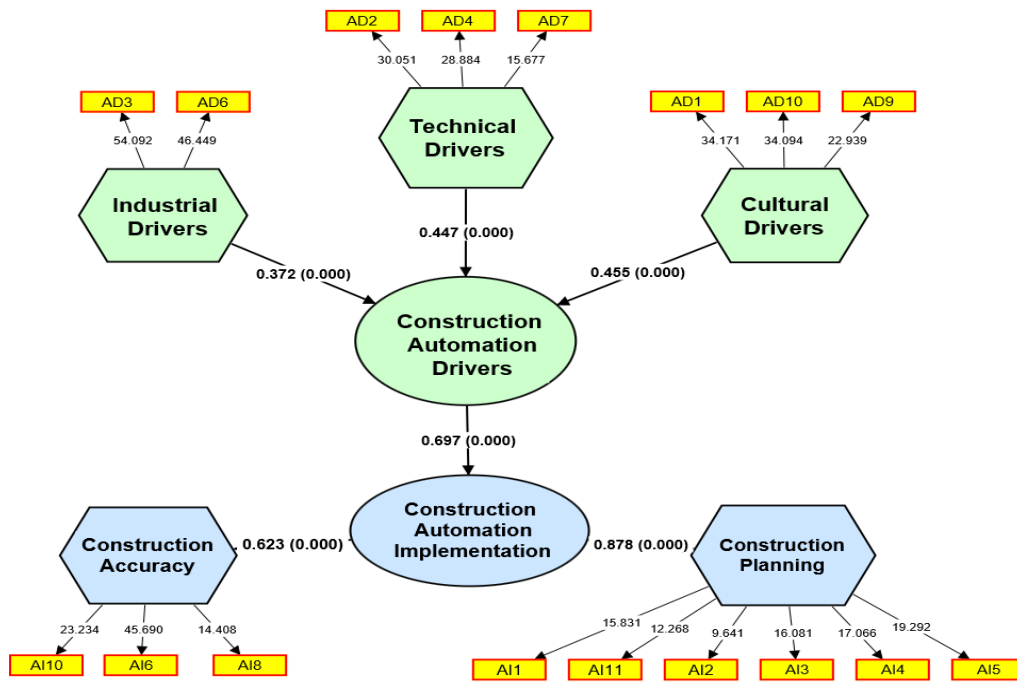 AD2
AD4
AD7
30.051
28.884
15.677
AD3
AD6
54.092
46.449
AD1
AD10
AD9
34.171
34.094
22.939
Technical
Drivers
Industrial
Drivers
Cultural
Drivers
0.447 (0.000)
0.372 (0.000)
0.455 (0.000)
Construction
Automation
Drivers
0.697 (0.000)
Construction
Automation
Implementation
Construction
Accuracy
0.623 (0.000)
0.878 (0.000)
Construction
Planning
23.234
45.690
14.408
AI10
AI6
AI8
15.831
12.268
9.641
16.081
17.066
19.292
AI1
AI11
AI2
AI3
AI4
AI5